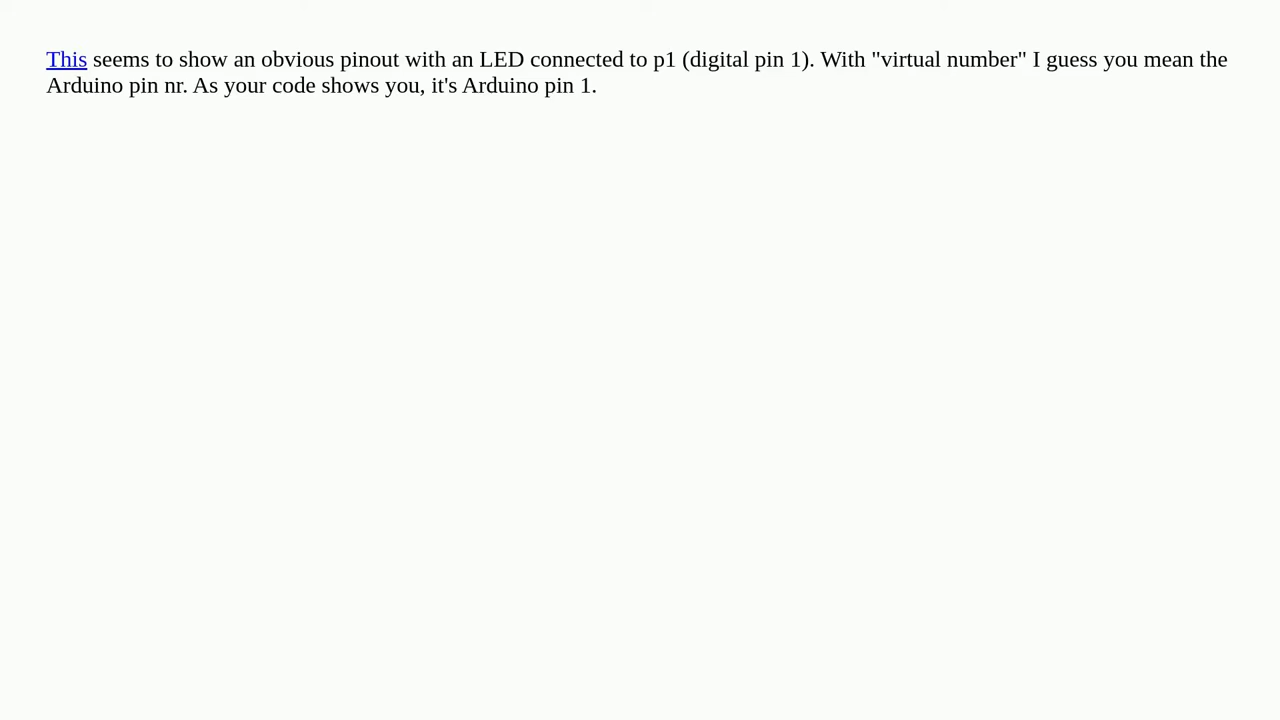 This seems to show an obvious pinout with an LED connected to p1 (digital pin 1). With "virtual number" I guess you mean the
Arduino pin nr. As your code shows you, it's Arduino pin 1.